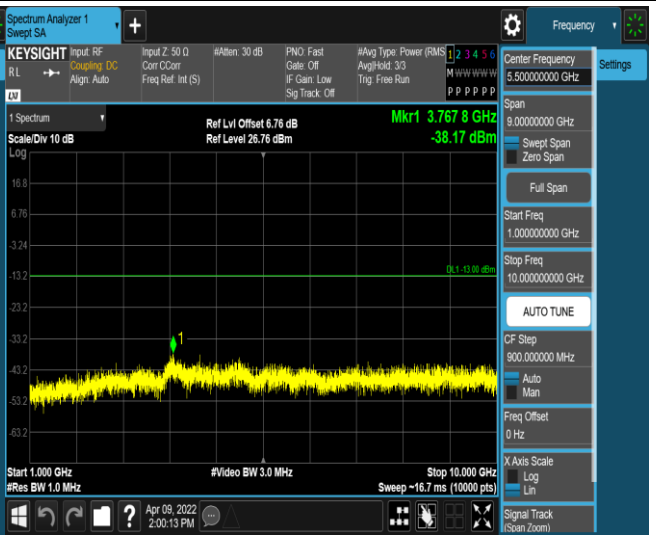 Spectrum Analyzer 1
Swept SA
Frequency
KEYSIGHT
RL
LXI
Input: RF
Coupling: DC
Align: Auto
Input Z: 50 Ω
Corr CCorr
Freq Ref: Int (S)
#Atten: 30 dB
PNO: Fast
Gate: Off
IF Gain: Low
Sig Track: Off
#Avg Type: Power (RMS
Avg|Hold: 3/3
Trig: Free Run
1 2 3 4 5 6
M W W W W W
P P P P P P
1 Spectrum
Scale/Div 10 dB
Log
Ref Lvl Offset 6.76 dB
Ref Level 26.76 dBm
Mkr1 3.767 8 GHz
-38.17 dBm
16.8
6.76
-3.24
-13.2
DL1 -13.00 dBm
-23.2
-33.2
1
-43.2
-53.2
-63.2
Start 1.000 GHz
#Res BW 1.0 MHz
#Video BW 3.0 MHz
Stop 10.000 GHz
Sweep ~16.7 ms (10000 pts)
?
Apr 09, 2022
2:00:13 PM
Center Frequency
5.500000000 GHz
Settings
Span
9.00000000 GHz
Swept Span
Zero Span
Full Span
Start Freq
1.000000000 GHz
Stop Freq
10.000000000 GHz
AUTO TUNE
CF Step
900.000000 MHz
Auto
Man
Freq Offset
0 Hz
X Axis Scale
Log
Lin
Signal Track
(Span Zoom)